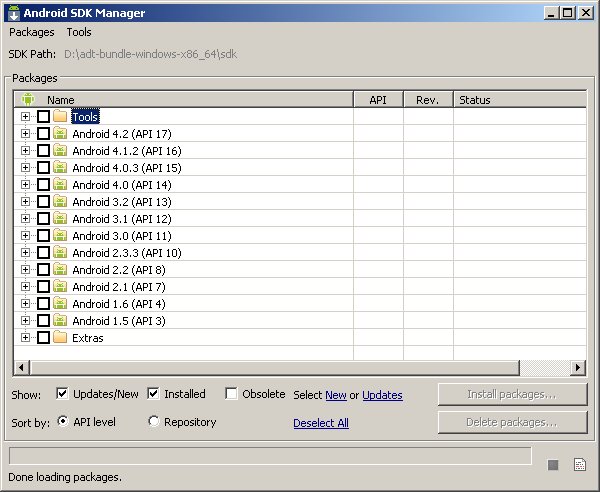 Android SDK Manager
Packages Tools
SDK Path: D:\adt-bundle-windows-x86_64\sdk
Packages
Name API Rev. Status
Tools
Android 4.2 (API 17)
Android 4.1.2 (API 16)
Android 4.0.3 (API 15)
Android 4.0 (API 14)
Android 3.2 (API 13)
Android 3.1 (API 12)
Android 3.0 (API 11)
Android 2.3.3 (API 10)
Android 2.2 (API 8)
Android 2.1 (API 7)
Android 1.6 (API 4)
Android 1.5 (API 3)
Extras
Show: Updates/New Installed Obsolete Select New or Updates Install packages...
Sort by: API level Repository Deselect All Delete packages...
Done loading packages.